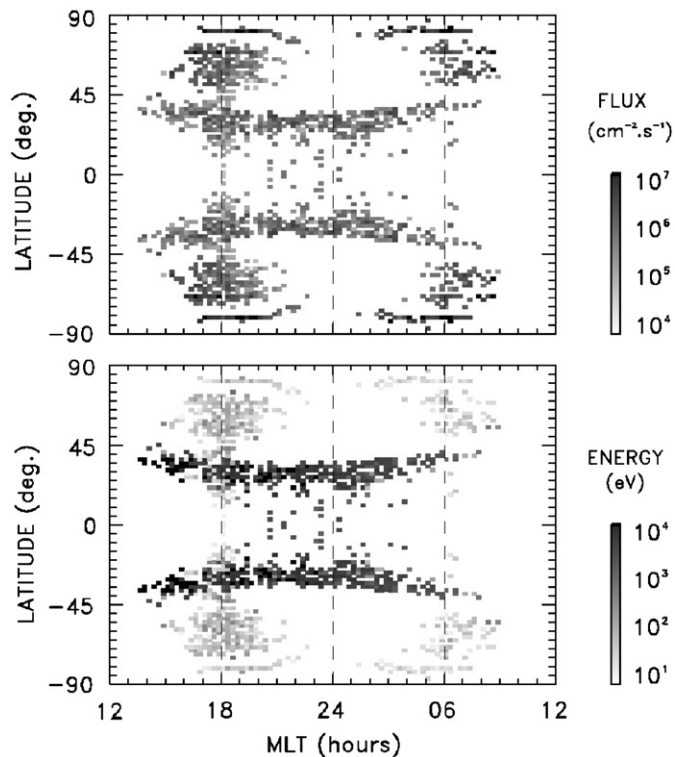 90
45
0
−45
−90
LATITUDE (deg.)
FLUX
(cm⁻².s⁻¹)
10⁷
10⁶
10⁵
10⁴
90
45
0
−45
−90
LATITUDE (deg.)
ENERGY
(eV)
10⁴
10³
10²
10¹
12 18 24 06 12
MLT (hours)